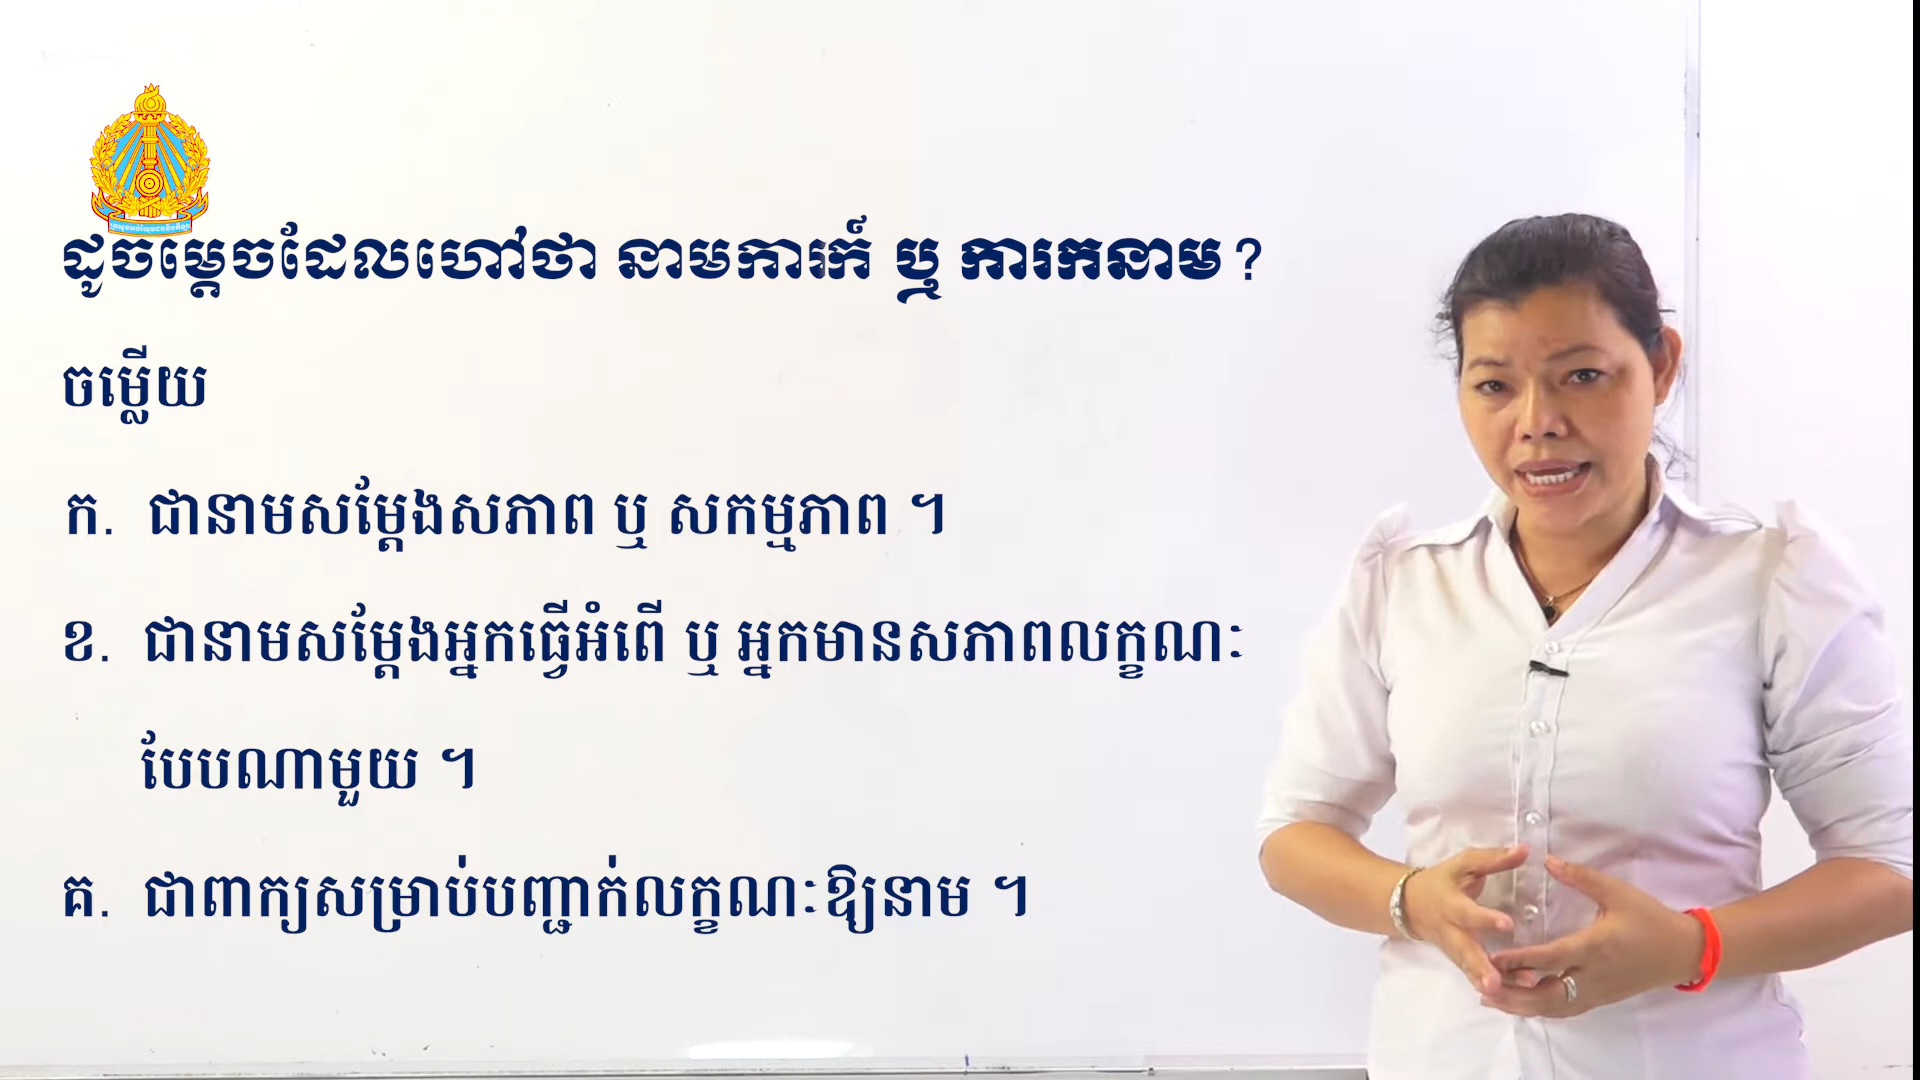 ដូចម្ដេចដែលហៅថា នាមការក៍ ឬ ការកនាម ?
ចម្លើយ
ក. ជានាមសម្ដែងសភាព ឬ សកម្មភាព ។
ខ. ជានាមសម្ដែងអ្នកធ្វើអំពើ ឬ អ្នកមានសភាពលក្ខណៈ
បែបណាមួយ ។
គ. ជាពាក្យសម្រាប់បញ្ជាក់លក្ខណៈឱ្យនាម ។